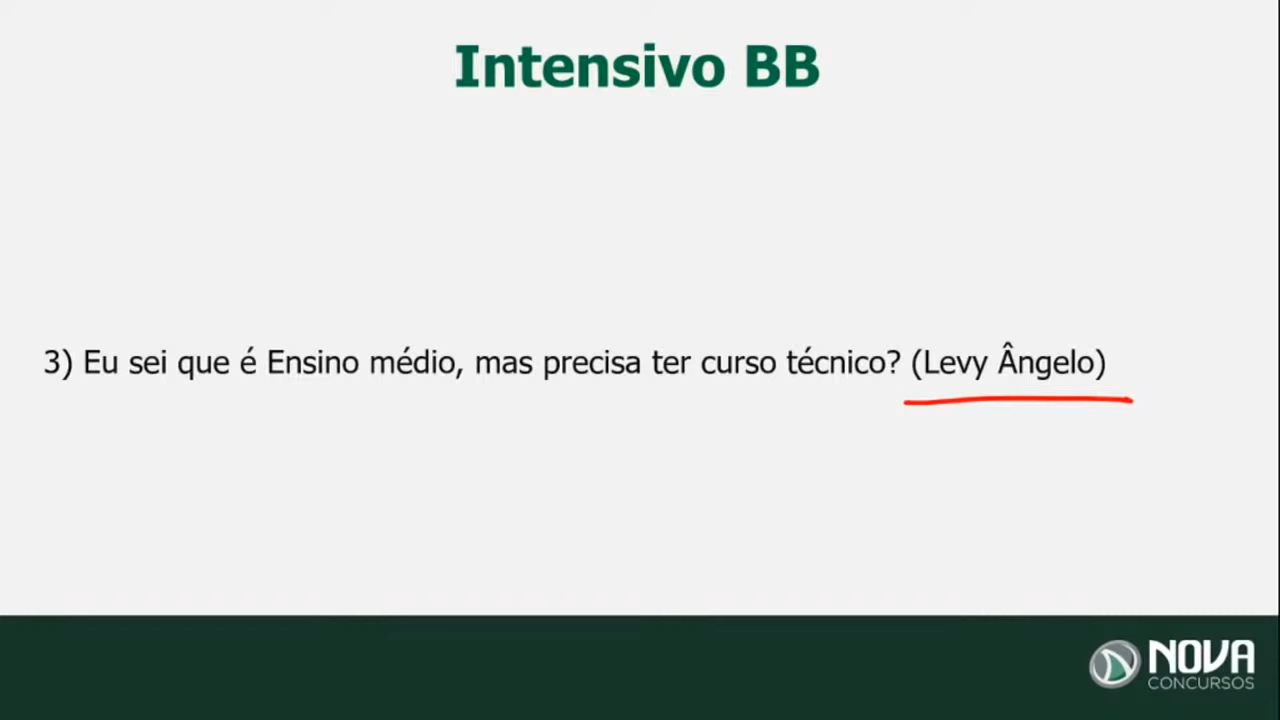 Intensivo BB
3) Eu sei que é Ensino médio, mas precisa ter curso técnico? (Levy Ângelo)
NOVA
CONCURSOS